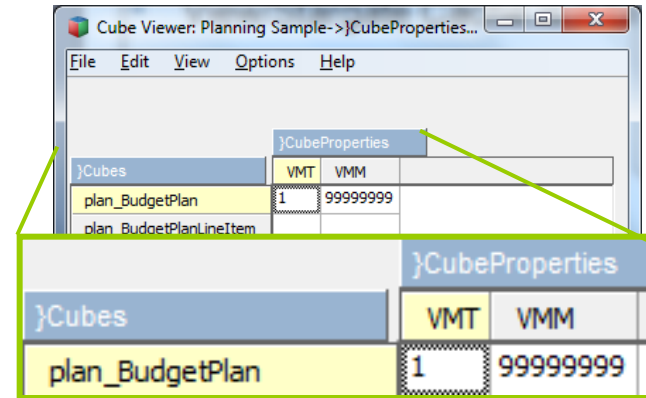 Cube Viewer: Planning Sample->}CubeProperties...
File Edit View Options Help
}CubeProperties
}Cubes VMT VMM
plan_BudgetPlan 1 99999999
plan_BudgetPlanLineItem
}CubeProperties
}Cubes VMT VMM
plan_BudgetPlan 1 99999999